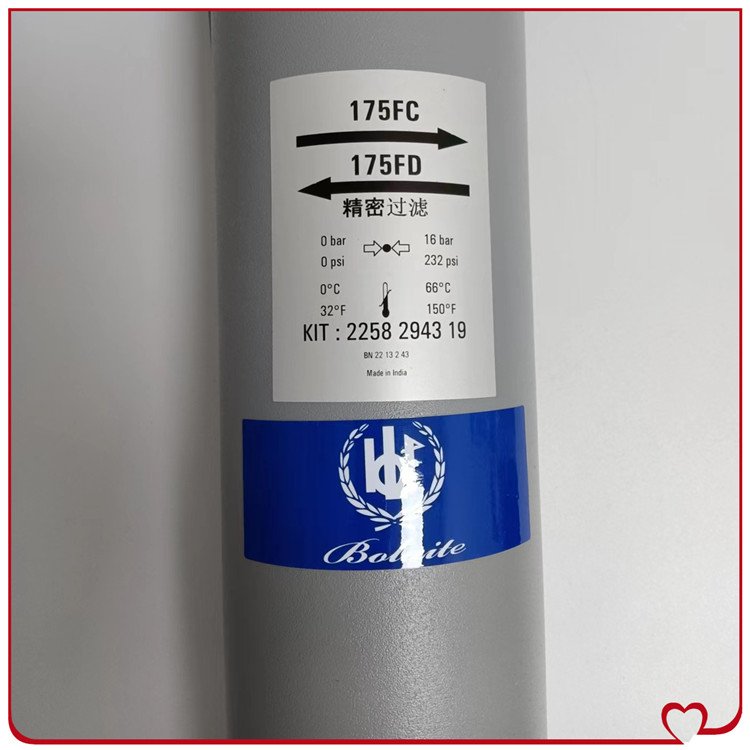 175FC
175FD
精密过滤
0 bar 16 bar
0 psi 232 psi
0°C 66°C
32°F 150°F
KIT : 2258 2943 19
BN 22 13 2 43
Made in India
Bolaite